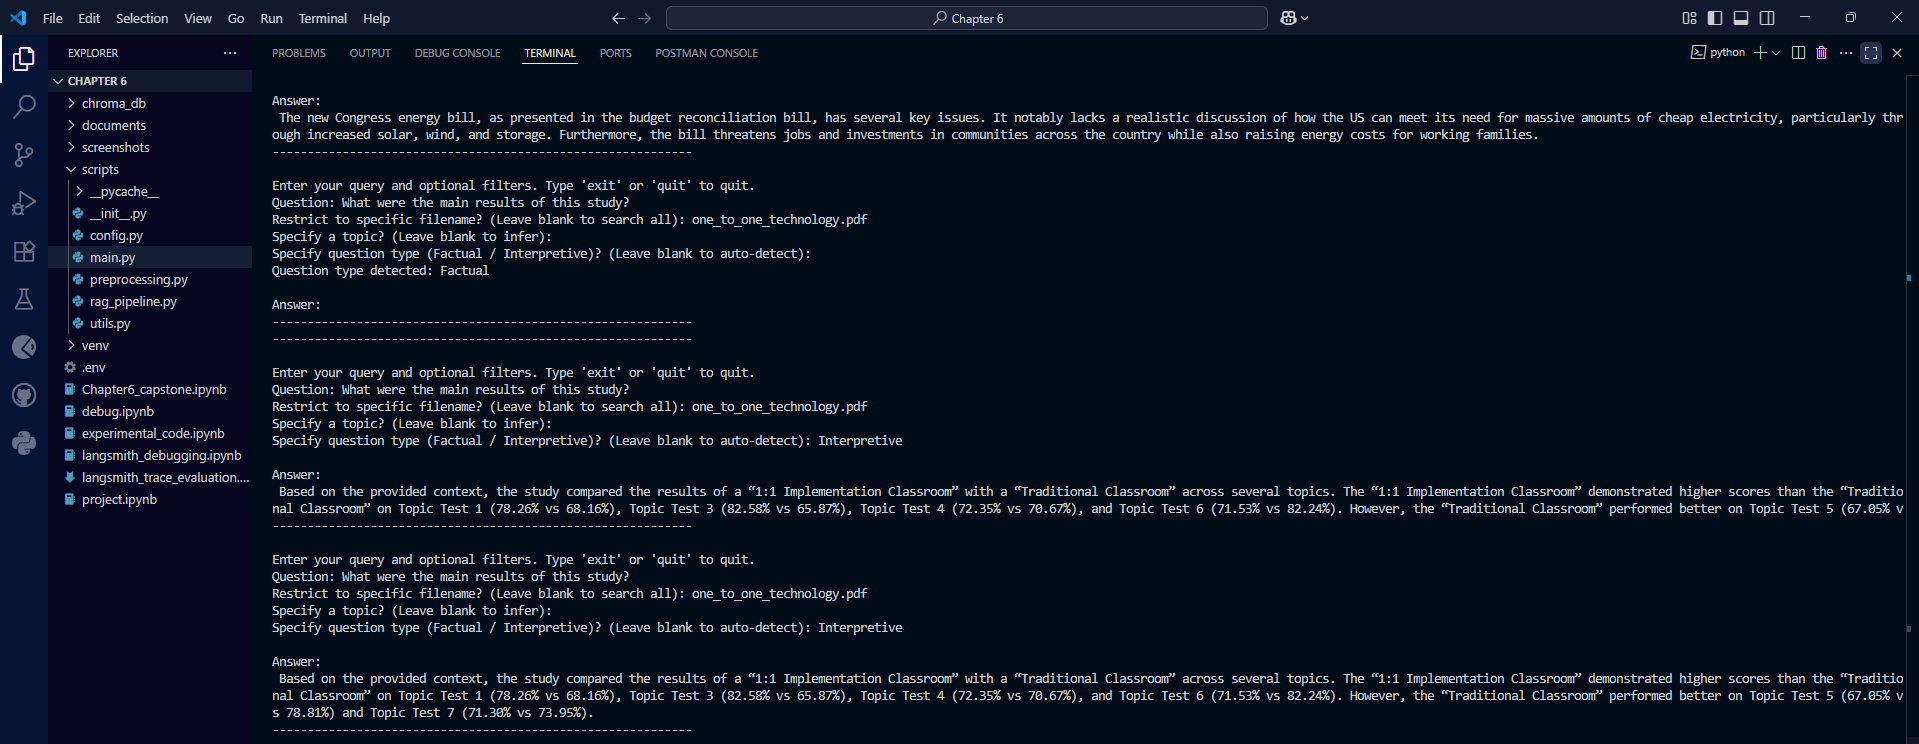 File Edit Selection View Go Run Terminal Help
Chapter 6
EXPLORER
CHAPTER 6
chroma_db
documents
screenshots
scripts
__pycache__
__init__.py
config.py
main.py
preprocessing.py
rag_pipeline.py
utils.py
venv
.env
Chapter6_capstone.ipynb
debug.ipynb
experimental_code.ipynb
langsmith_debugging.ipynb
langsmith_trace_evaluation....
project.ipynb
PROBLEMS OUTPUT DEBUG CONSOLE TERMINAL PORTS POSTMAN CONSOLE
python
Answer:
The new Congress energy bill, as presented in the budget reconciliation bill, has several key issues. It notably lacks a realistic discussion of how the US can meet its need for massive amounts of cheap electricity, particularly thr
ough increased solar, wind, and storage. Furthermore, the bill threatens jobs and investments in communities across the country while also raising energy costs for working families.
------------------------------------------------------------
Enter your query and optional filters. Type 'exit' or 'quit' to quit.
Question: What were the main results of this study?
Restrict to specific filename? (Leave blank to search all): one_to_one_technology.pdf
Specify a topic? (Leave blank to infer):
Specify question type (Factual / Interpretive)? (Leave blank to auto-detect):
Question type detected: Factual
Answer:
------------------------------------------------------------
------------------------------------------------------------
Enter your query and optional filters. Type 'exit' or 'quit' to quit.
Question: What were the main results of this study?
Restrict to specific filename? (Leave blank to search all): one_to_one_technology.pdf
Specify a topic? (Leave blank to infer):
Specify question type (Factual / Interpretive)? (Leave blank to auto-detect): Interpretive
Answer:
Based on the provided context, the study compared the results of a “1:1 Implementation Classroom” with a “Traditional Classroom” across several topics. The “1:1 Implementation Classroom” demonstrated higher scores than the “Traditio
nal Classroom” on Topic Test 1 (78.26% vs 68.16%), Topic Test 3 (82.58% vs 65.87%), Topic Test 4 (72.35% vs 70.67%), and Topic Test 6 (71.53% vs 82.24%). However, the “Traditional Classroom” performed better on Topic Test 5 (67.05% v
------------------------------------------------------------
Enter your query and optional filters. Type 'exit' or 'quit' to quit.
Question: What were the main results of this study?
Restrict to specific filename? (Leave blank to search all): one_to_one_technology.pdf
Specify a topic? (Leave blank to infer):
Specify question type (Factual / Interpretive)? (Leave blank to auto-detect): Interpretive
Answer:
Based on the provided context, the study compared the results of a “1:1 Implementation Classroom” with a “Traditional Classroom” across several topics. The “1:1 Implementation Classroom” demonstrated higher scores than the “Traditio
nal Classroom” on Topic Test 1 (78.26% vs 68.16%), Topic Test 3 (82.58% vs 65.87%), Topic Test 4 (72.35% vs 70.67%), and Topic Test 6 (71.53% vs 82.24%). However, the “Traditional Classroom” performed better on Topic Test 5 (67.05% v
s 78.81%) and Topic Test 7 (71.30% vs 73.95%).
------------------------------------------------------------